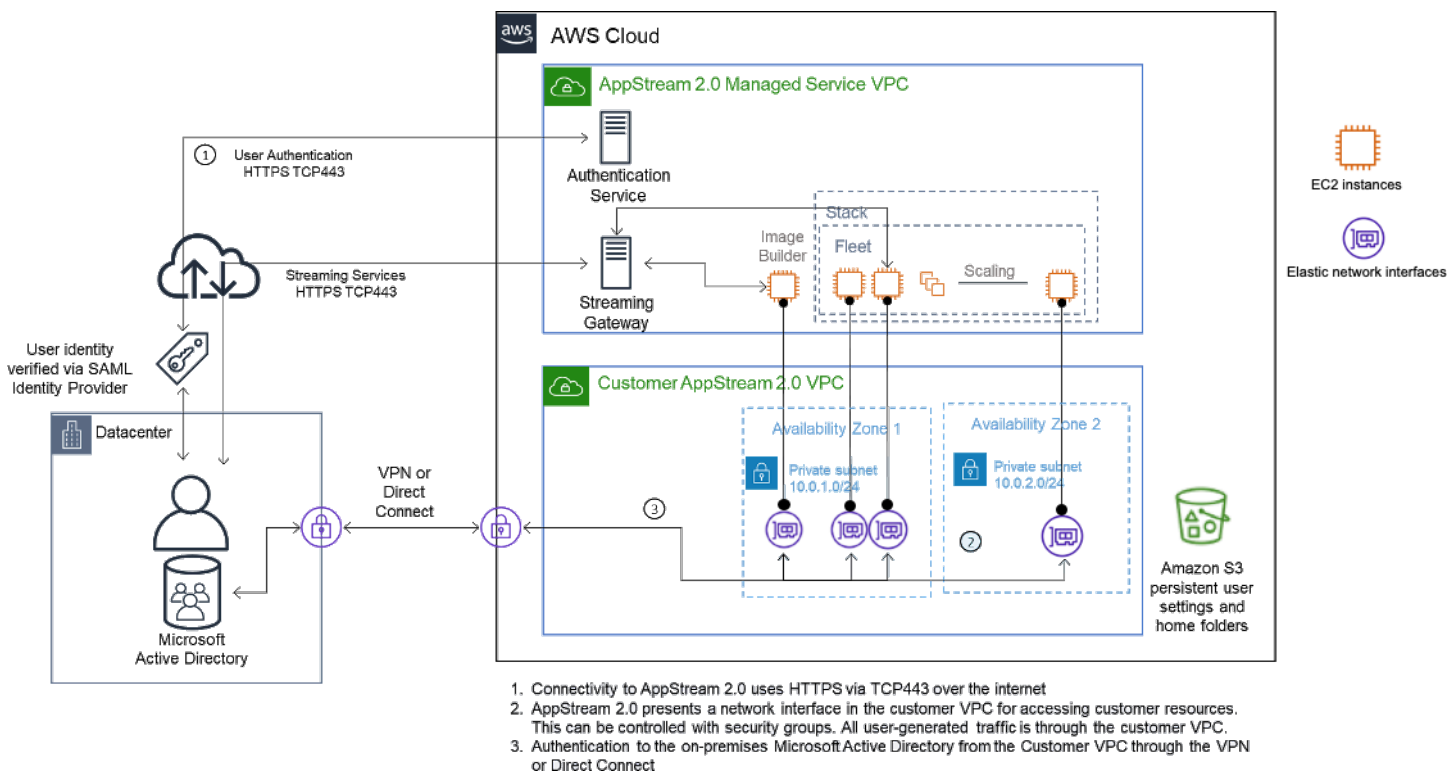 aws
AWS Cloud
AppStream 2.0 Managed Service VPC
1
User Authentication
HTTPS TCP443
Authentication
Service
Stack
Image
Builder
Fleet
Scaling
Streaming Services
HTTPS TCP443
Streaming
Gateway
EC2 instances
Elastic network interfaces
User identity
verified via SAML
Identity Provider
Customer AppStream 2.0 VPC
Datacenter
Availability Zone 1
Availability Zone 2
Private subnet
10.0.1.0/24
Private subnet
10.0.2.0/24
VPN or
Direct
Connect
3
2
Amazon S3
persistent user
settings and
home folders
Microsoft
Active Directory
1. Connectivity to AppStream 2.0 uses HTTPS via TCP443 over the internet
2. AppStream 2.0 presents a network interface in the customer VPC for accessing customer resources.
This can be controlled with security groups. All user-generated traffic is through the customer VPC.
3. Authentication to the on-premises Microsoft Active Directory from the Customer VPC through the VPN
or Direct Connect